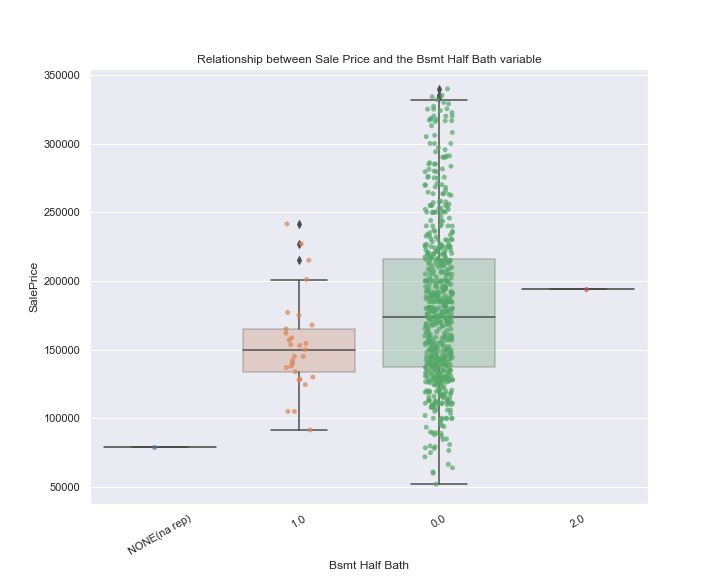 Relationship between Sale Price and the Bsmt Half Bath variable
350000
300000
250000
200000
150000
100000
50000
SalePrice
NONE(na rep)
1.0
0.0
2.0
Bsmt Half Bath